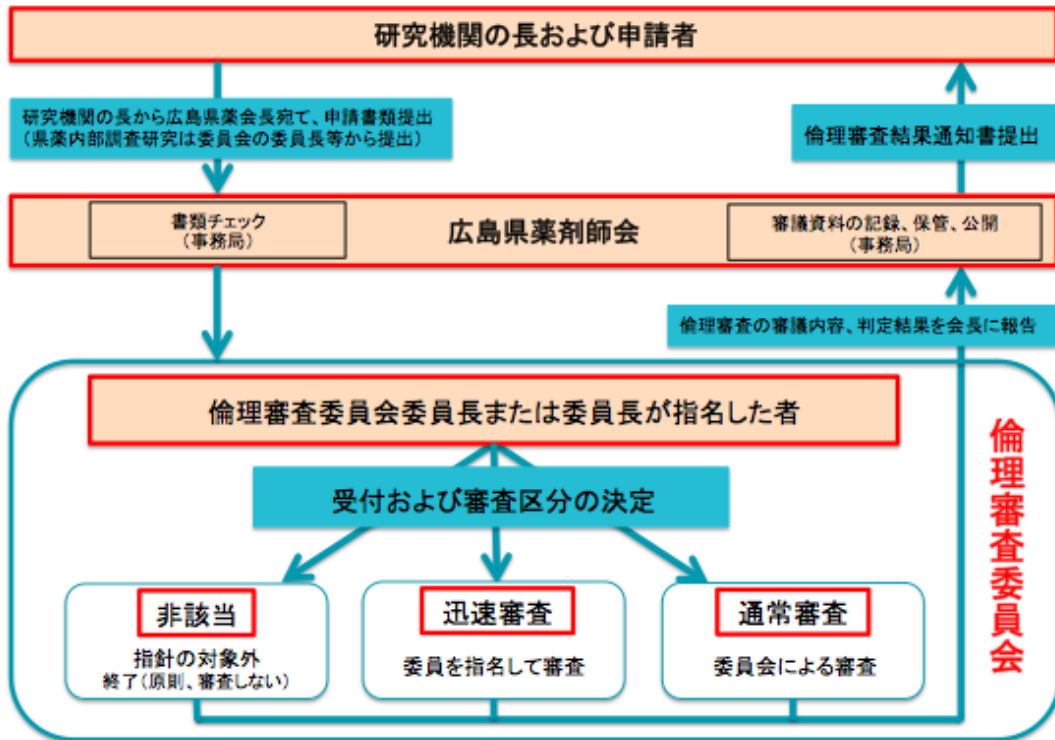 研究機関の長および申請者
研究機関の長から広島県薬会長宛て、申請書類提出
（県薬内部調査研究は委員会の委員長等から提出）
倫理審査結果通知書提出
書類チェック
（事務局）
広島県薬剤師会
審議資料の記録、保管、公開
（事務局）
倫理審査の審議内容、判定結果を会長に報告
倫理審査委員会委員長または委員長が指名した者
倫理審査委員会
受付および審査区分の決定
非該当
指針の対象外
終了（原則、審査しない）
迅速審査
委員を指名して審査
通常審査
委員会による審査